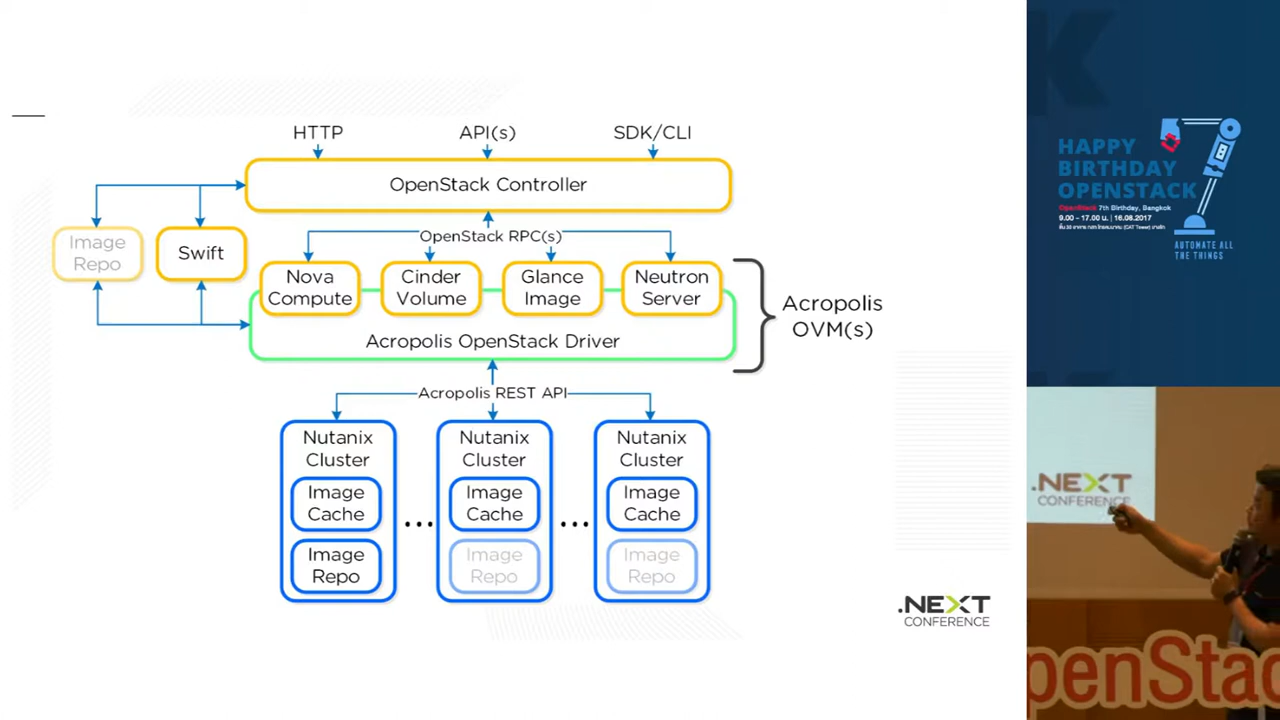 HTTP
API(s)
SDK/CLI
OpenStack Controller
Image
Repo
Swift
OpenStack RPC(s)
Nova
Compute
Cinder
Volume
Glance
Image
Neutron
Server
Acropolis OpenStack Driver
Acropolis
OVM(s)
Acropolis REST API
Nutanix
Cluster
Image
Cache
Image
Repo
...
Nutanix
Cluster
Image
Cache
Image
Repo
...
Nutanix
Cluster
Image
Cache
Image
Repo
.NEXT
CONFERENCE
HAPPY
BIRTHDAY
OPENSTACK
OpenStack 7th Birthday, Bangkok
9.00 - 17.00 น. | 16.08.2017
AUTOMATE ALL
THE THINGS
.NEXT
CONFERENCE
penStac